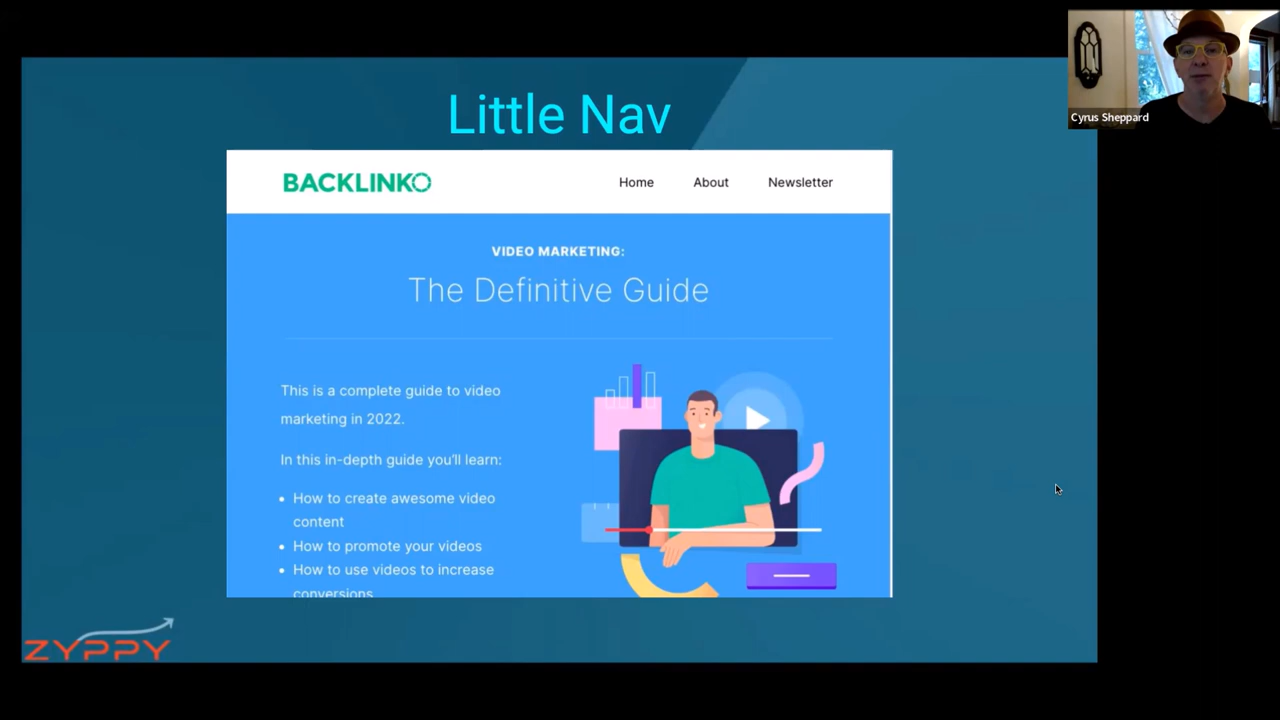 Little Nav
BACKLINKO
Home About Newsletter
VIDEO MARKETING:
The Definitive Guide
This is a complete guide to video
marketing in 2022.
In this in-depth guide you'll learn:
• How to create awesome video
content
• How to promote your videos
• How to use videos to increase
conversions
ZYPPY
Cyrus Sheppard